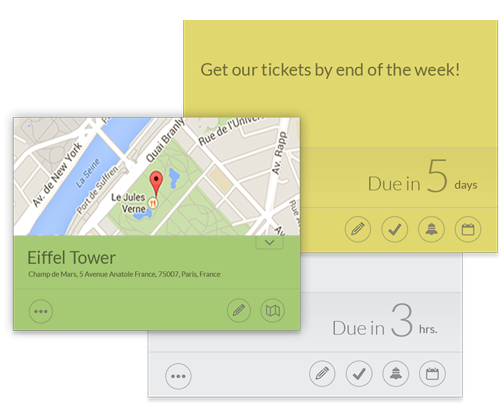 Get our tickets by end of the week!
Due in 5 days
Av. de New York
La Seine
Port de Suffren
Quai Branly
Rue de l'Univer
Av. Rapp
Le Jules
Verne
Eiffel Tower
Champ de Mars, 5 Avenue Anatole France, 75007, Paris, France
Due in 3 hrs.